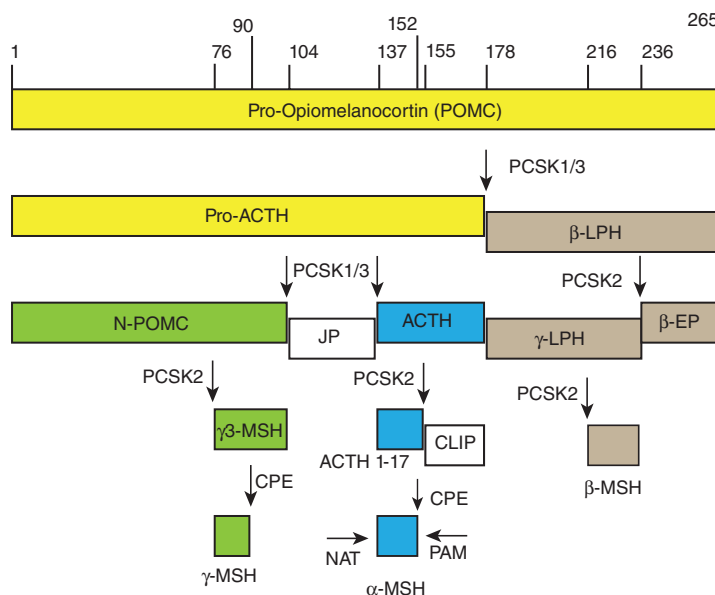 152
265
90
1
76
104
137
155
178
216
236
Pro-Opiomelanocortin (POMC)
PCSK1/3
Pro-ACTH
β-LPH
PCSK1/3
PCSK2
N-POMC
JP
ACTH
γ-LPH
β-EP
PCSK2
PCSK2
PCSK2
γ3-MSH
ACTH 1-17
CLIP
β-MSH
CPE
CPE
NAT
PAM
γ-MSH
α-MSH